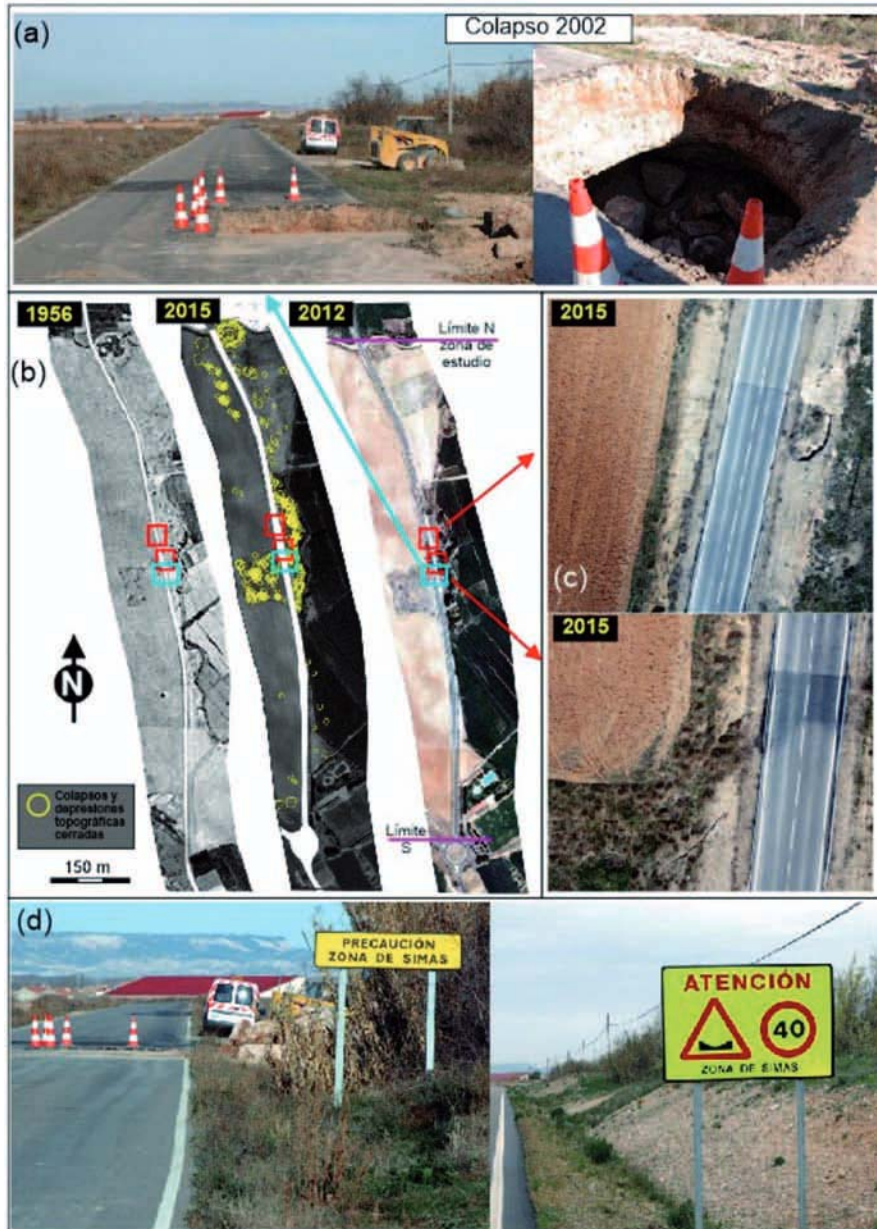 (a)
Colapso 2002
1956
2015
2012
(b)
Límite N
zona de
estudio
N
Colapsos y
depresiones
topográficas
cerradas
150 m
Límite
S
2015
(c)
2015
(d)
PRECAUCIÓN
ZONA DE SIMAS
ATENCIÓN
40
ZONA DE SIMAS